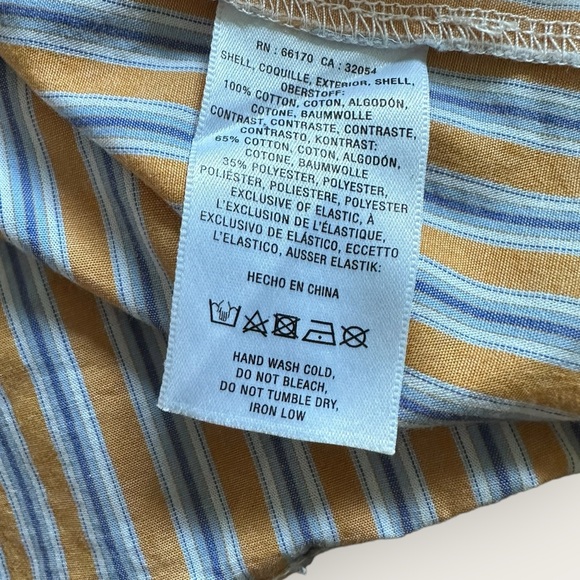 RN : 66170 CA : 32054
SHELL, COQUILLE, EXTERIOR, SHELL,
OBERSTOFF:
100% COTTON, COTON, ALGODÓN,
COTONE, BAUMWOLLE
CONTRAST, CONTRASTE, CONTRASTE,
CONTRASTO, KONTRAST:
65% COTTON, COTON, ALGODÓN,
COTONE, BAUMWOLLE
35% POLYESTER, POLYESTER,
POLIÉSTER, POLIESTERE, POLYESTER
EXCLUSIVE OF ELASTIC, À
L'EXCLUSION DE L'ÉLASTIQUE,
EXCLUSIVO DE ELÁSTICO, ECCETTO
L'ELASTICO, AUSSER ELASTIK:
HECHO EN CHINA
HAND WASH COLD,
DO NOT BLEACH,
DO NOT TUMBLE DRY,
IRON LOW